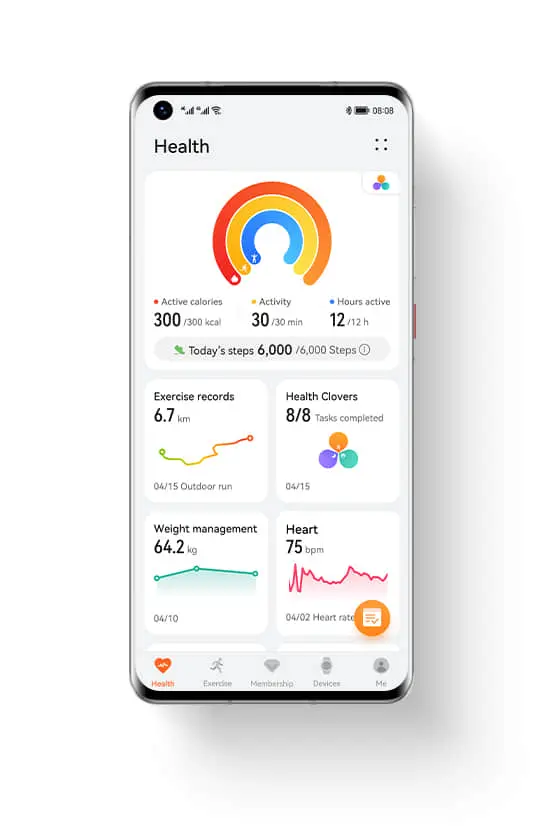 08:08
Health
Active calories
Activity
Hours active
300 /300 kcal
30 /30 min
12 /12 h
Today's steps 6,000 /6,000 Steps
Exercise records
6.7 km
04/15 Outdoor run
Health Clovers
8/8 Tasks completed
04/15
Weight management
64.2 kg
04/10
Heart
75 bpm
04/02 Heart rate
Health
Exercise
Membership
Devices
Me